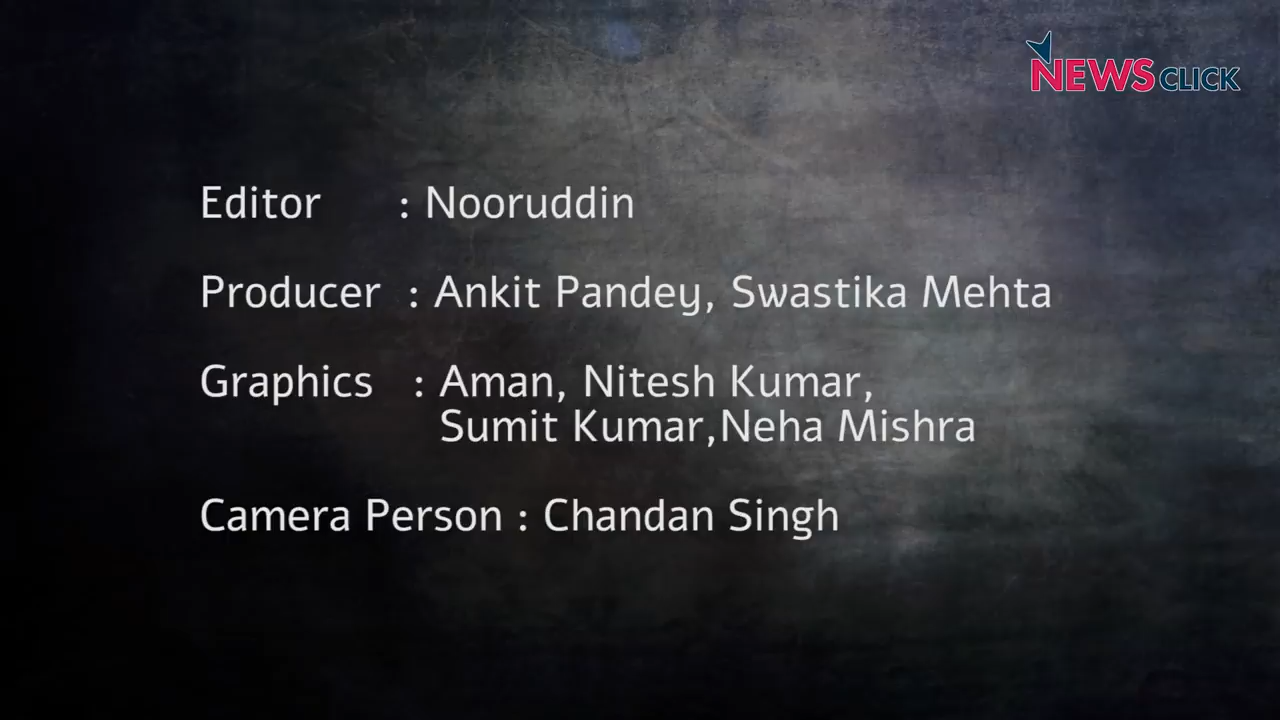 NEWSCLICK
Editor : Nooruddin
Producer : Ankit Pandey, Swastika Mehta
Graphics : Aman, Nitesh Kumar,
Sumit Kumar,Neha Mishra
Camera Person : Chandan Singh